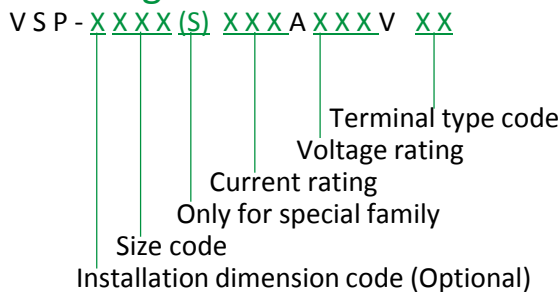 V S P - X X X X X (S) X X X A X X X V X X
Terminal type code
Voltage rating
Current rating
Only for special family
Size code
Installation dimension code (Optional)